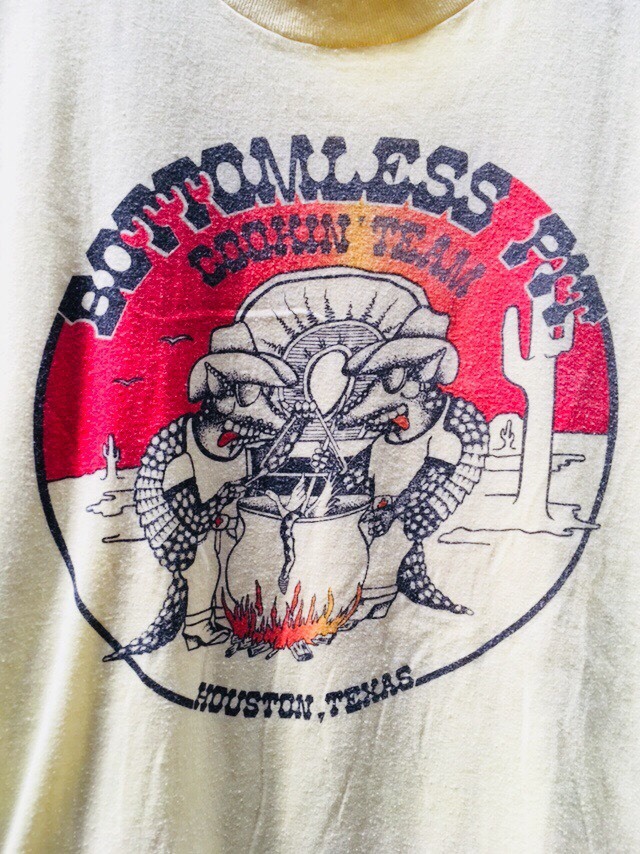 BOTTOMLESS PIT
COOKIN' TEAM
HOUSTON, TEXAS